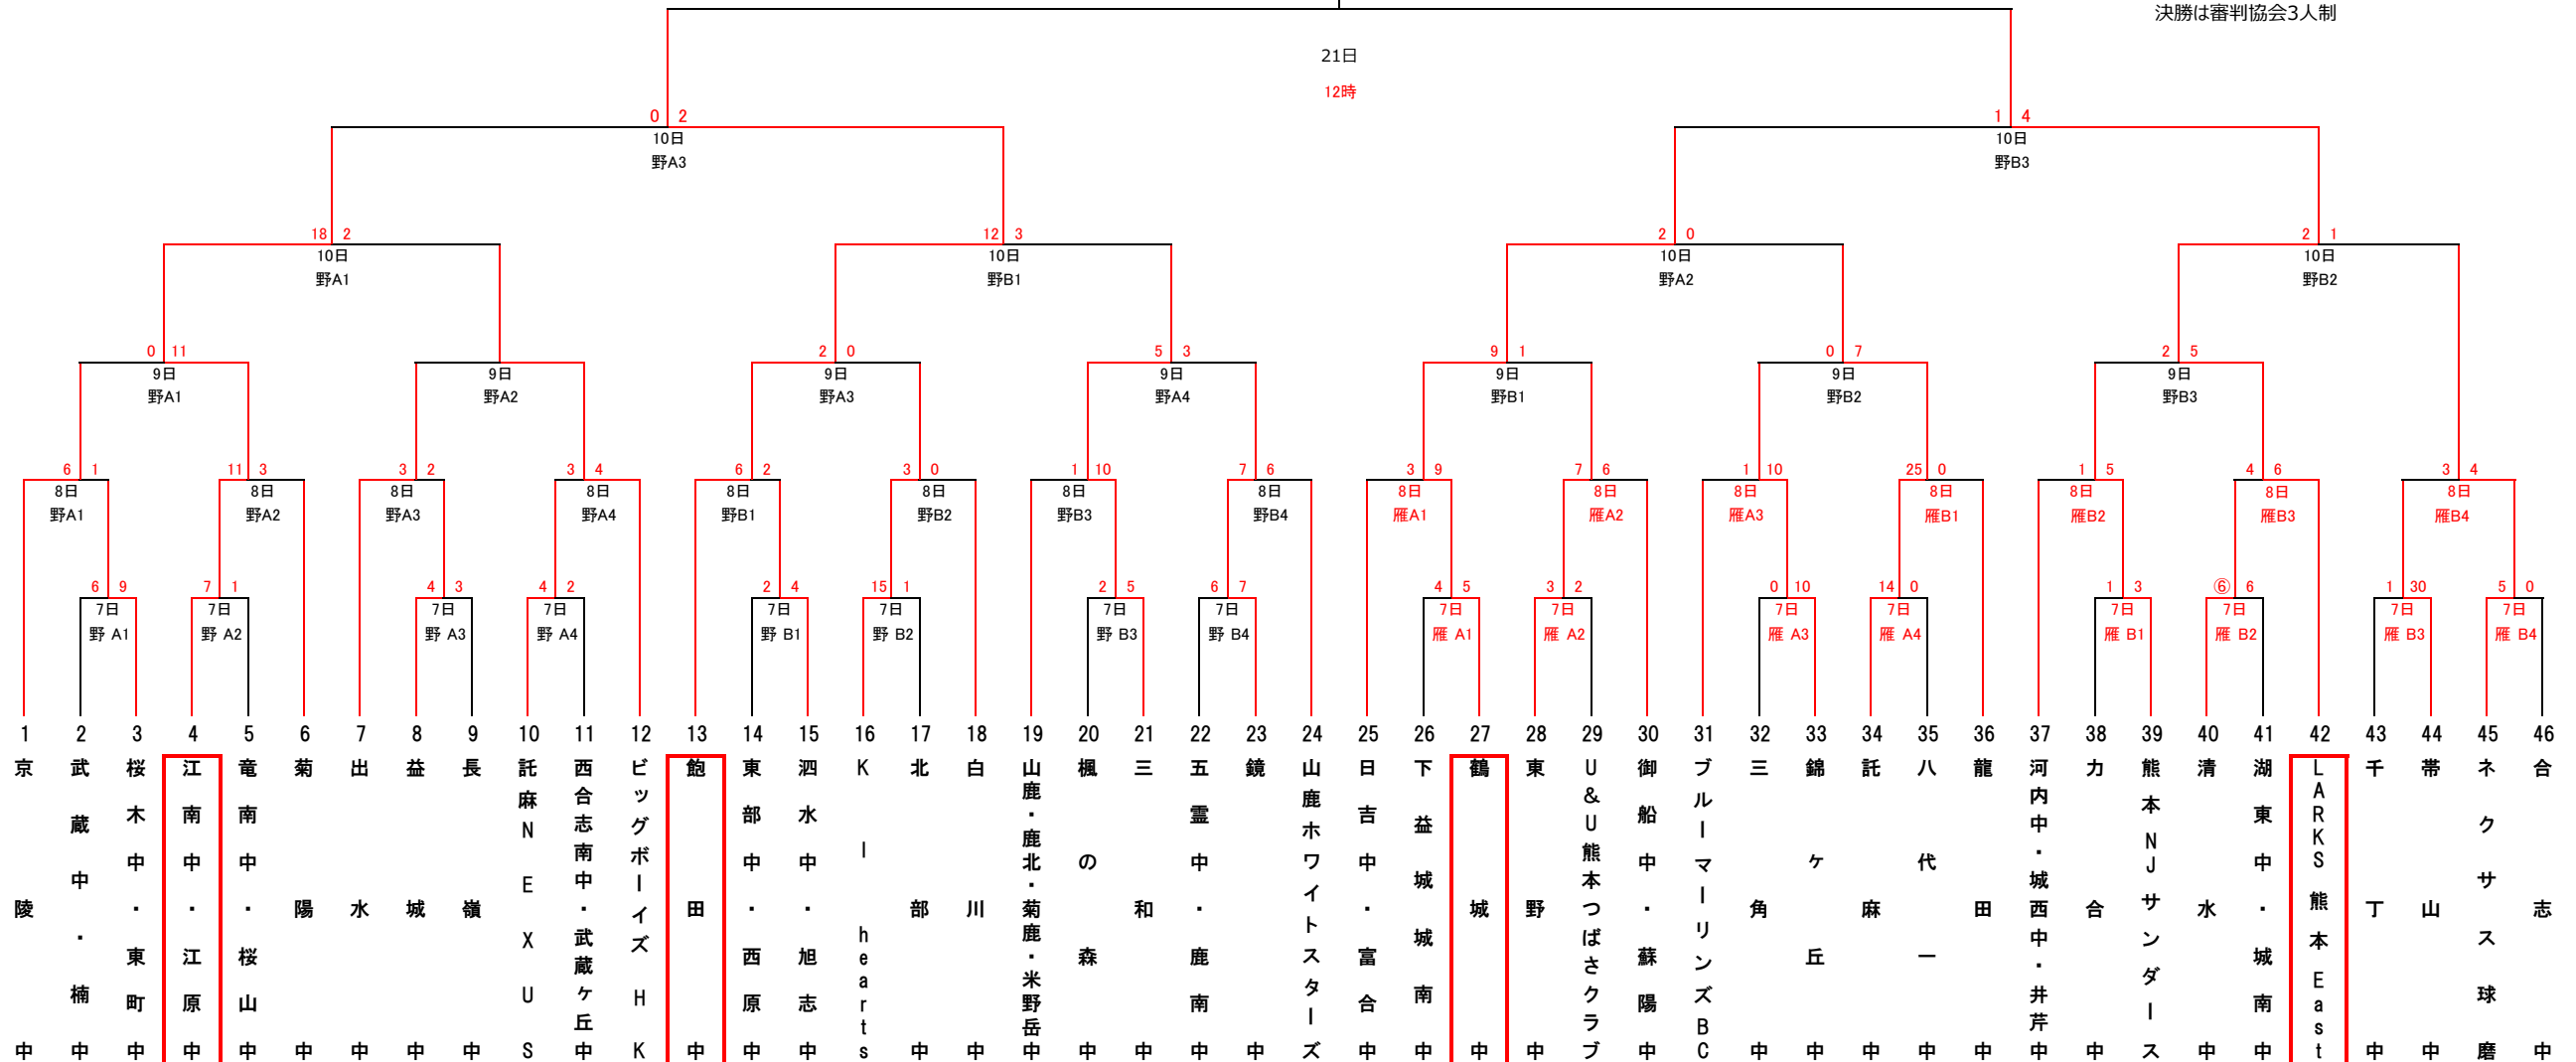 決勝は審判協会3人制
21日
12時
0 2
10日
野A3
1 4
10日
野B3
18 2
10日
野A1
12 3
10日
野B1
2 0
10日
野A2
2 1
10日
野B2
0 11
9日
野A1
9日
野A2
2 0
9日
野A3
5 3
9日
野A4
9 1
9日
野B1
0 7
9日
野B2
2 5
9日
野B3
6 1
8日
野A1
11 3
8日
野A2
3 2
8日
野A3
3 4
8日
野A4
6 2
8日
野B1
3 0
8日
野B2
1 10
8日
野B3
7 6
8日
野B4
3 9
8日
雁A1
7 6
8日
雁A2
1 10
8日
雁A3
25 0
8日
雁B1
1 5
8日
雁B2
4 6
8日
雁B3
3 4
8日
雁B4
6 9
7日
野 A1
7 1
7日
野 A2
4 3
7日
野 A3
4 2
7日
野 A4
2 4
7日
野 B1
15 1
7日
野 B2
2 5
7日
野 B3
6 7
7日
野 B4
4 5
7日
雁 A1
3 2
7日
雁 A2
0 10
7日
雁 A3
14 0
7日
雁 A4
1 3
7日
雁 B1
⑥ 6
7日
雁 B2
1 30
7日
雁 B3
5 0
7日
雁 B4
1 京陵中
2 武蔵中・楠中
3 桜木中・東町中
4 江南中・江原中
5 竜南中・桜山中
6 菊陽中
7 出水中
8 益城中
9 長嶺中
10 託麻NEXUS
11 西合志南中・武蔵ヶ丘中
12 ビッグボーイズHK
13 飽田中
14 東部中・西原中
15 泗水中・旭志中
16 K－hearts
17 北部中
18 白川中
19 山鹿・鹿北・菊鹿・米野岳中
20 楓の森中
21 三和中
22 五霊中・鹿南中
23 鏡中
24 山鹿ホワイトスターズ
25 日吉中・富合中
26 下益城城南中
27 鶴城中
28 東野中
29 U＆U熊本つばさクラブ
30 御船中・蘇陽中
31 ブルーマーリンズBC
32 三角中
33 錦ヶ丘中
34 託麻中
35 八代一中
36 龍田中
37 河内中・城西中・井芹中
38 力合中
39 熊本NJサンダース
40 清水中
41 湖東中・城南中
42 LARKS熊本East
43 千丁中
44 帯山中
45 ネクサス球磨
46 合志中